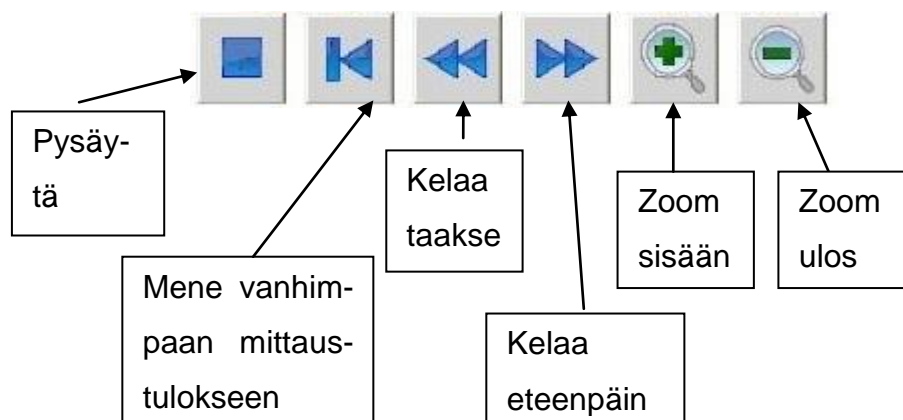 Pysäy-
tä
Mene vanhim-
paan mittaus-
tulokseen
Kelaa
taakse
Kelaa
eteenpäin
Zoom
sisään
Zoom
ulos